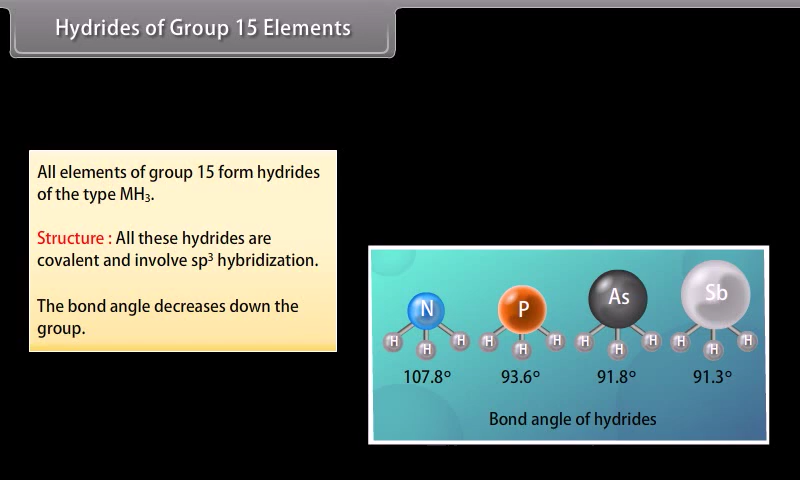 Hydrides of Group 15 Elements
All elements of group 15 form hydrides
of the type MH₃.
Structure : All these hydrides are
covalent and involve sp³ hybridization.
The bond angle decreases down the
group.
N P As Sb
H H H H H H H H H H H H
107.8° 93.6° 91.8° 91.3°
Bond angle of hydrides